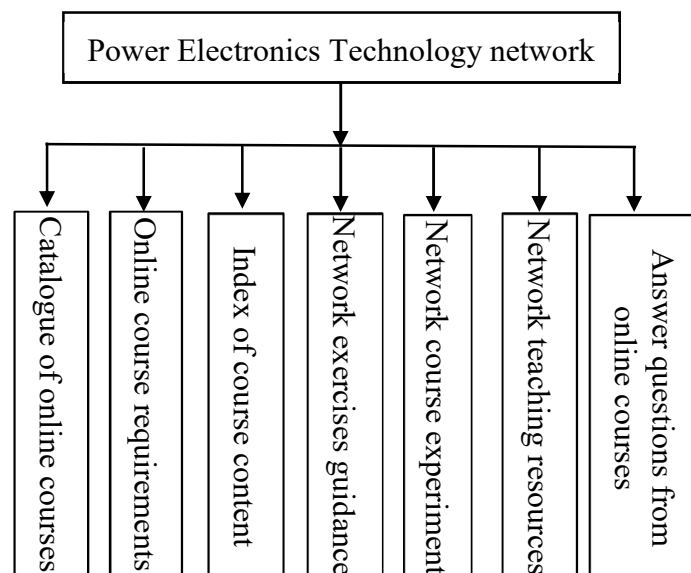 Power Electronics Technology network
Catalogue of online courses
Online course requirements
Index of course content
Network exercises guidance
Network course experiment
Network teaching resources
Answer questions from
online courses